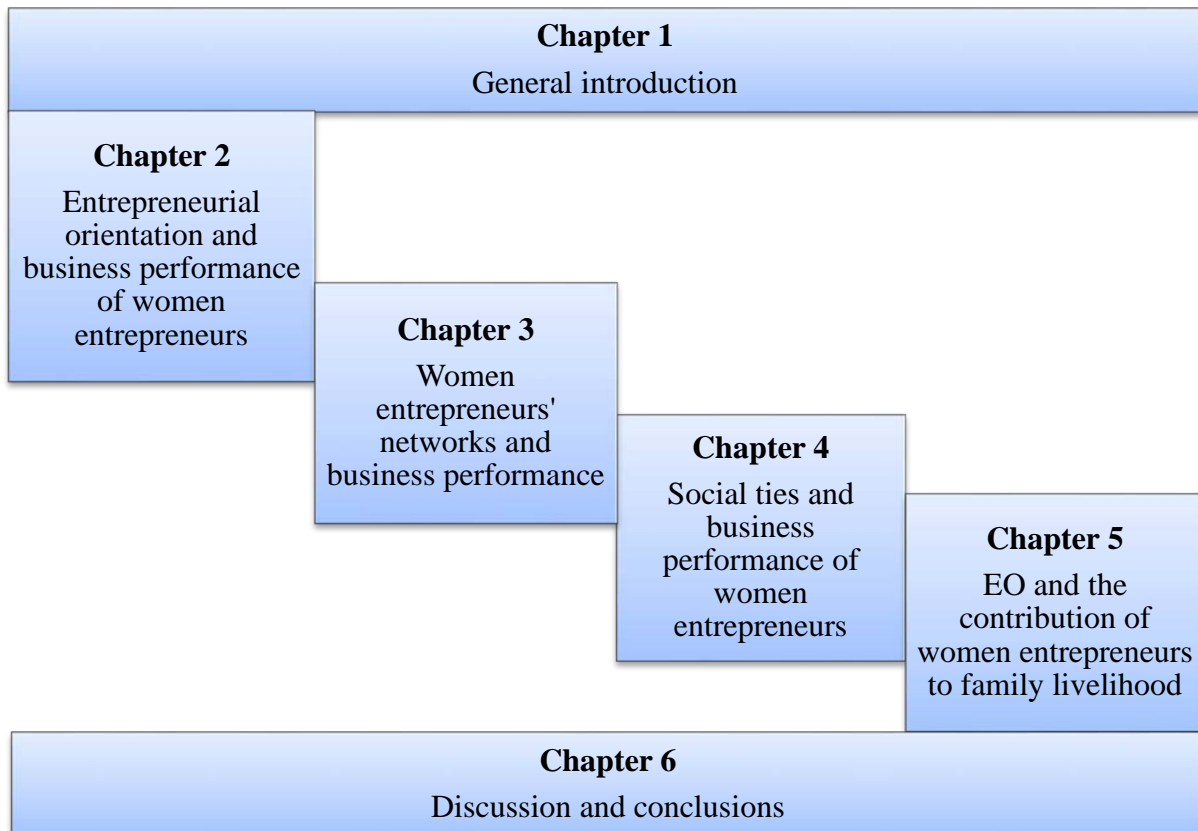 Chapter 1
General introduction
Chapter 2
Entrepreneurial
orientation and
business performance
of women
entrepreneurs
Chapter 3
Women
entrepreneurs'
networks and
business performance
Chapter 4
Social ties and
business
performance of
women
entrepreneurs
Chapter 5
EO and the
contribution of
women entrepreneurs
to family livelihood
Chapter 6
Discussion and conclusions